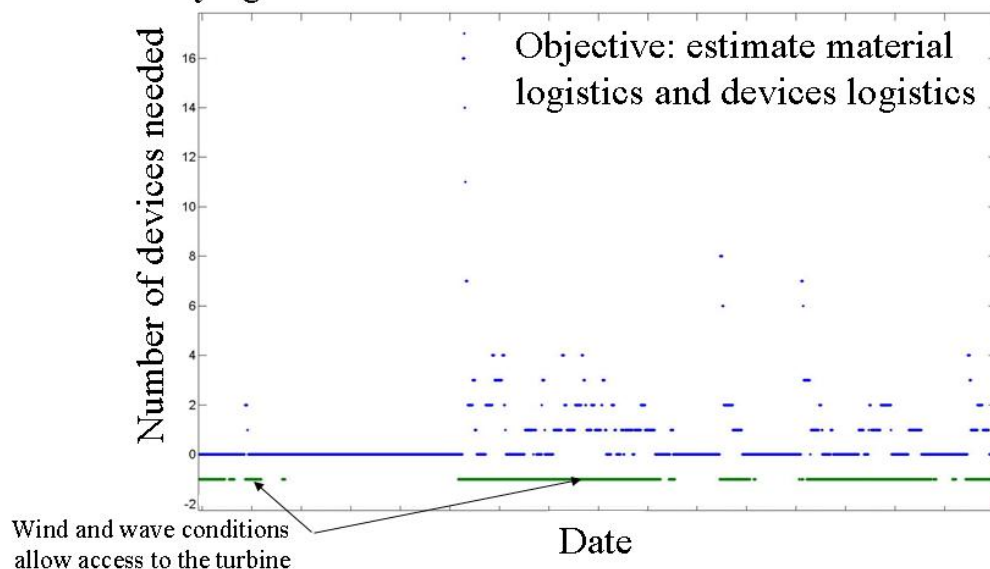 Objective: estimate material
logistics and devices logistics
Number of devices needed
16
14
12
10
8
6
4
2
0
-2
Wind and wave conditions
allow access to the turbine
Date